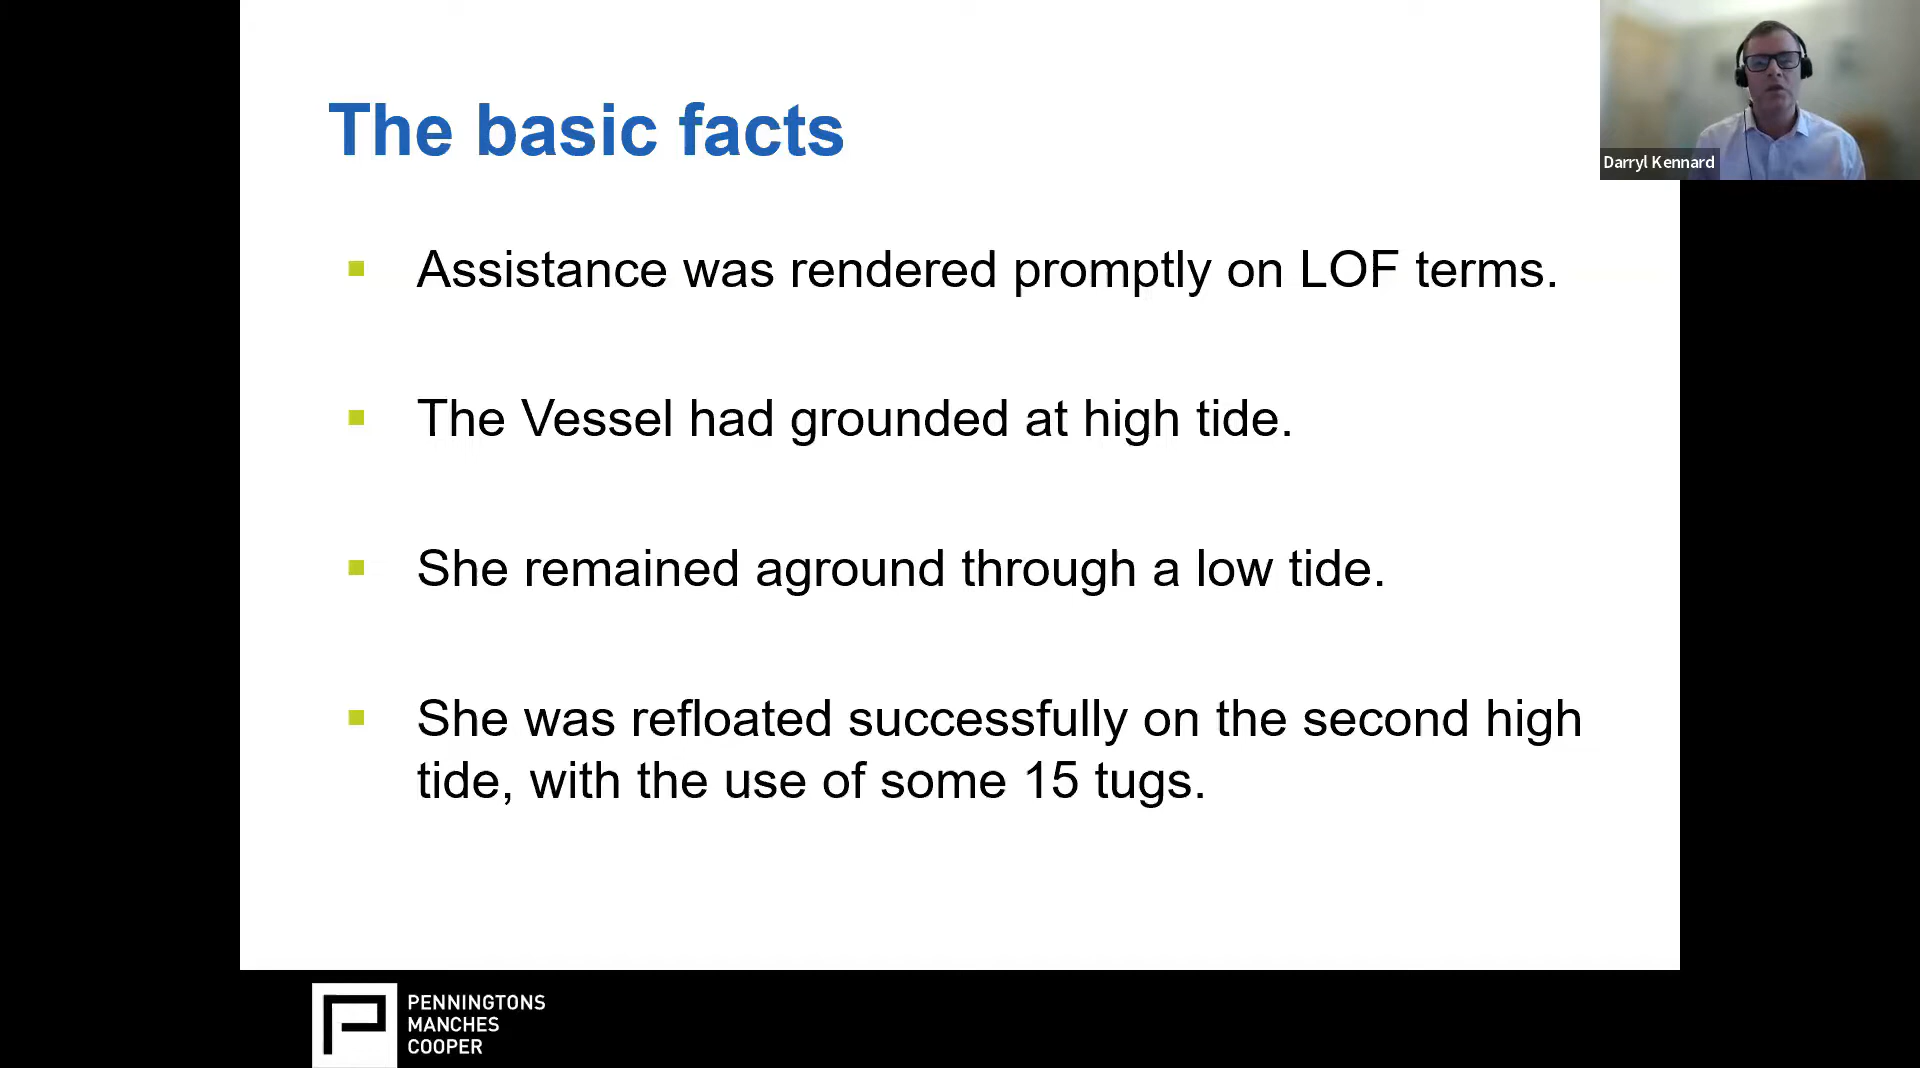 The basic facts
Darryl Kennard
Assistance was rendered promptly on LOF terms.
The Vessel had grounded at high tide.
She remained aground through a low tide.
She was refloated successfully on the second high
tide, with the use of some 15 tugs.
PENNINGTONS
MANCHES
COOPER